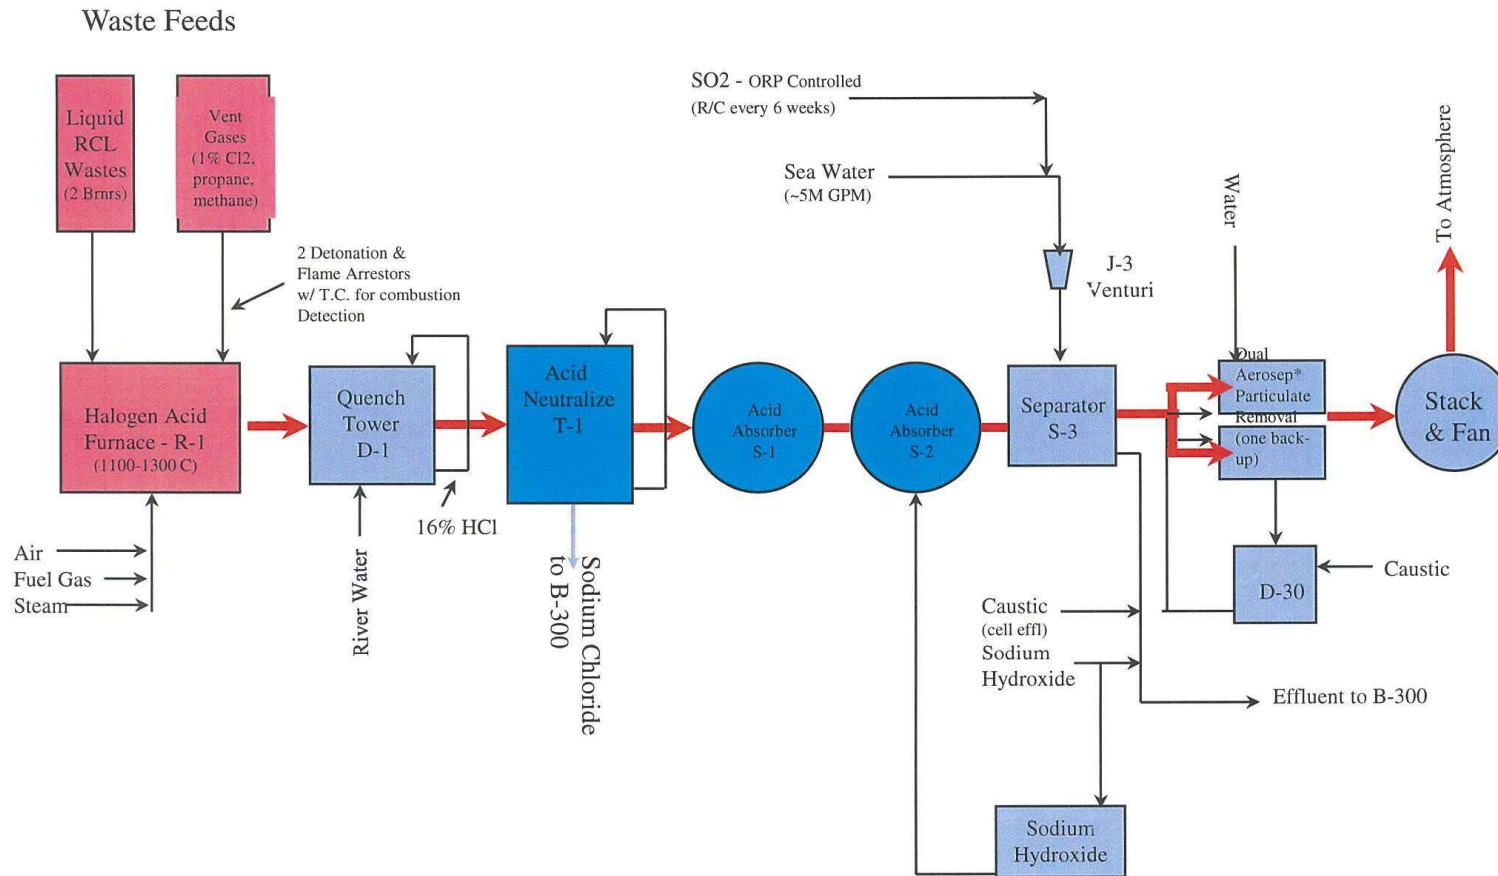 Waste Feeds
Liquid
RCL
Wastes
(2 Brnrs)
Vent
Gases
(1% Cl2,
propane,
methane)
2 Detonation &
Flame Arrestors
w/ T.C. for combustion
Detection
SO2 - ORP Controlled
(R/C every 6 weeks)
Sea Water
(~5M GPM)
J-3
Venturi
Water
To Atmosphere
Halogen Acid
Furnace - R-1
(1100-1300 C)
Quench
Tower
D-1
Acid
Neutralize
T-1
Acid
Absorber
S-1
Acid
Absorber
S-2
Separator
S-3
Dual
Aerosep*
Particulate
Removal
(one back-
up)
Stack
& Fan
16% HCl
Air
Fuel Gas
Steam
River Water
Sodium Chloride
to B-300
D-30
Caustic
Caustic
(cell effl)
Sodium
Hydroxide
Effluent to B-300
Sodium
Hydroxide